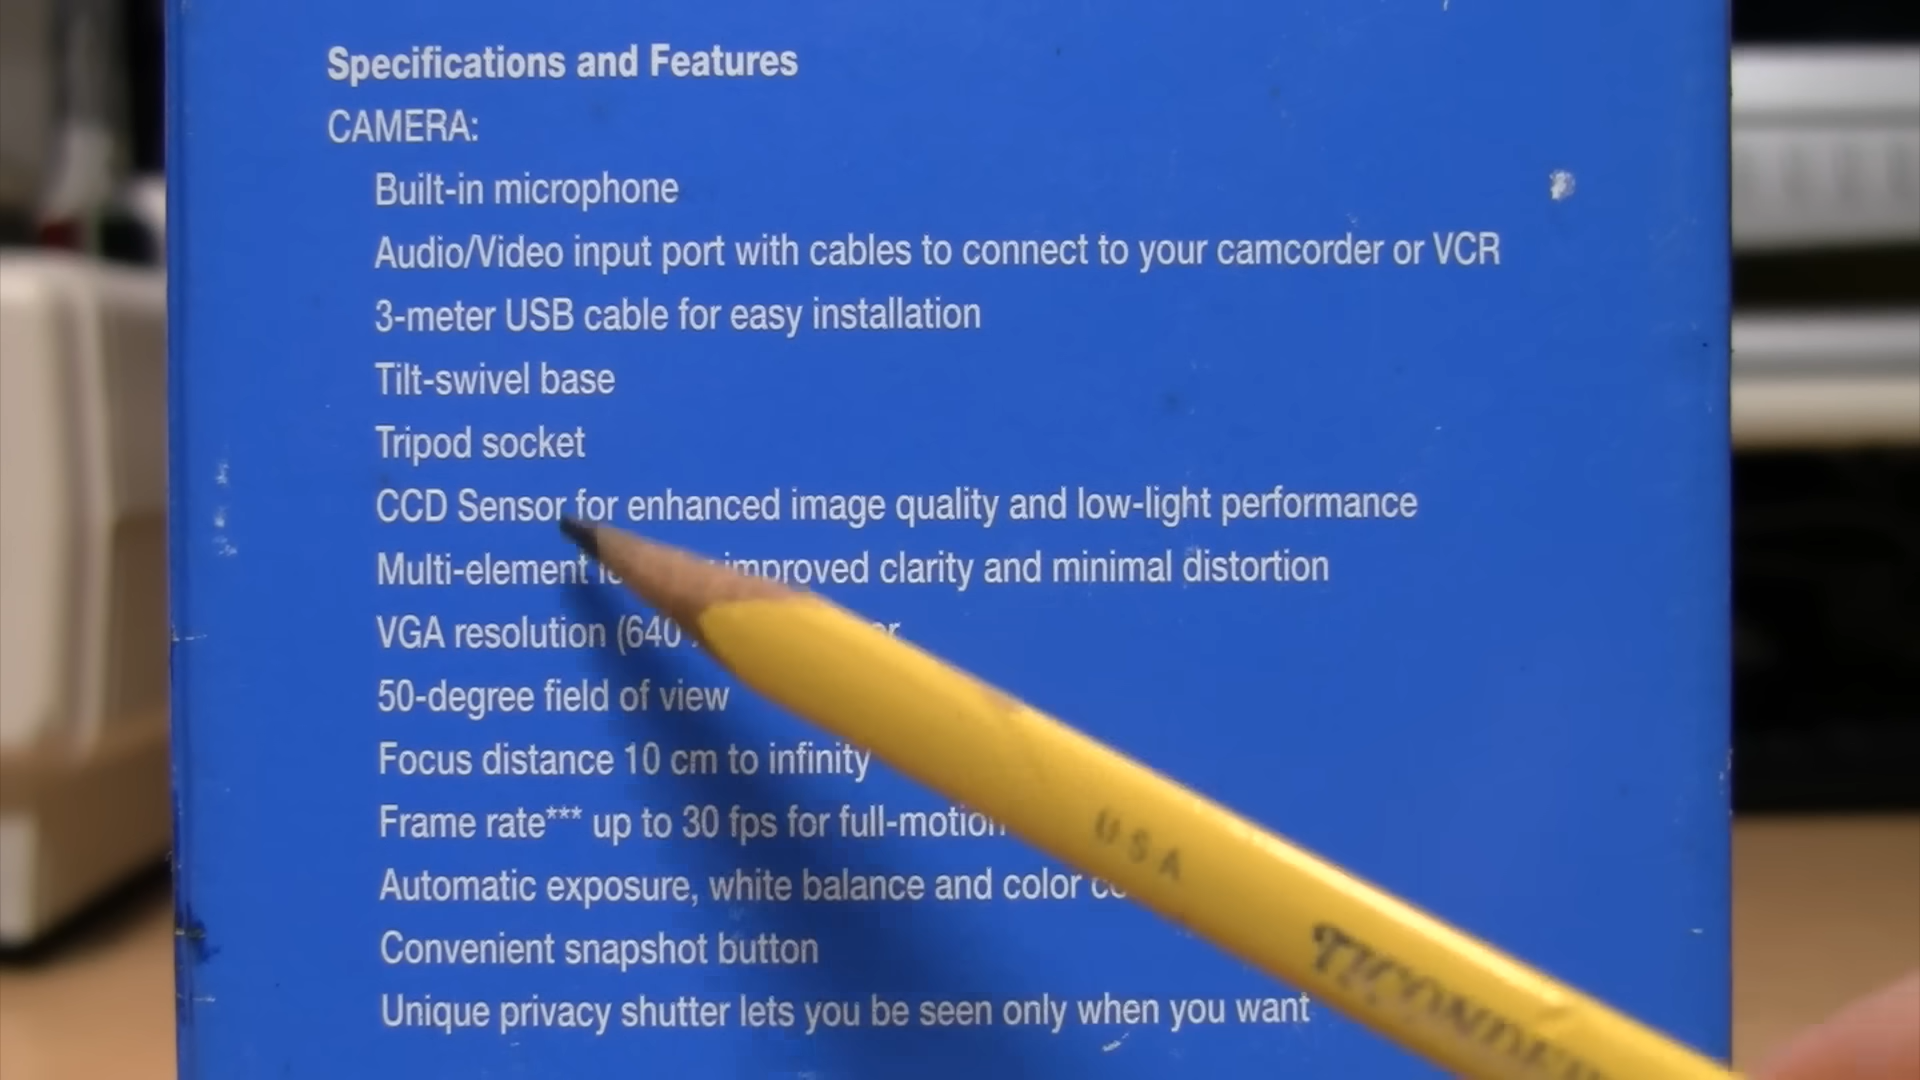 Specifications and Features
CAMERA:
Built-in microphone
Audio/Video input port with cables to connect to your camcorder or VCR
3-meter USB cable for easy installation
Tilt-swivel base
Tripod socket
CCD Sensor for enhanced image quality and low-light performance
Multi-element improved clarity and minimal distortion
VGA resolution (640
50-degree field of view
Focus distance 10 cm to infinity
Frame rate*** up to 30 fps for full-motion
Automatic exposure, white balance and color
Convenient snapshot button
Unique privacy shutter lets you be seen only when you want
USA